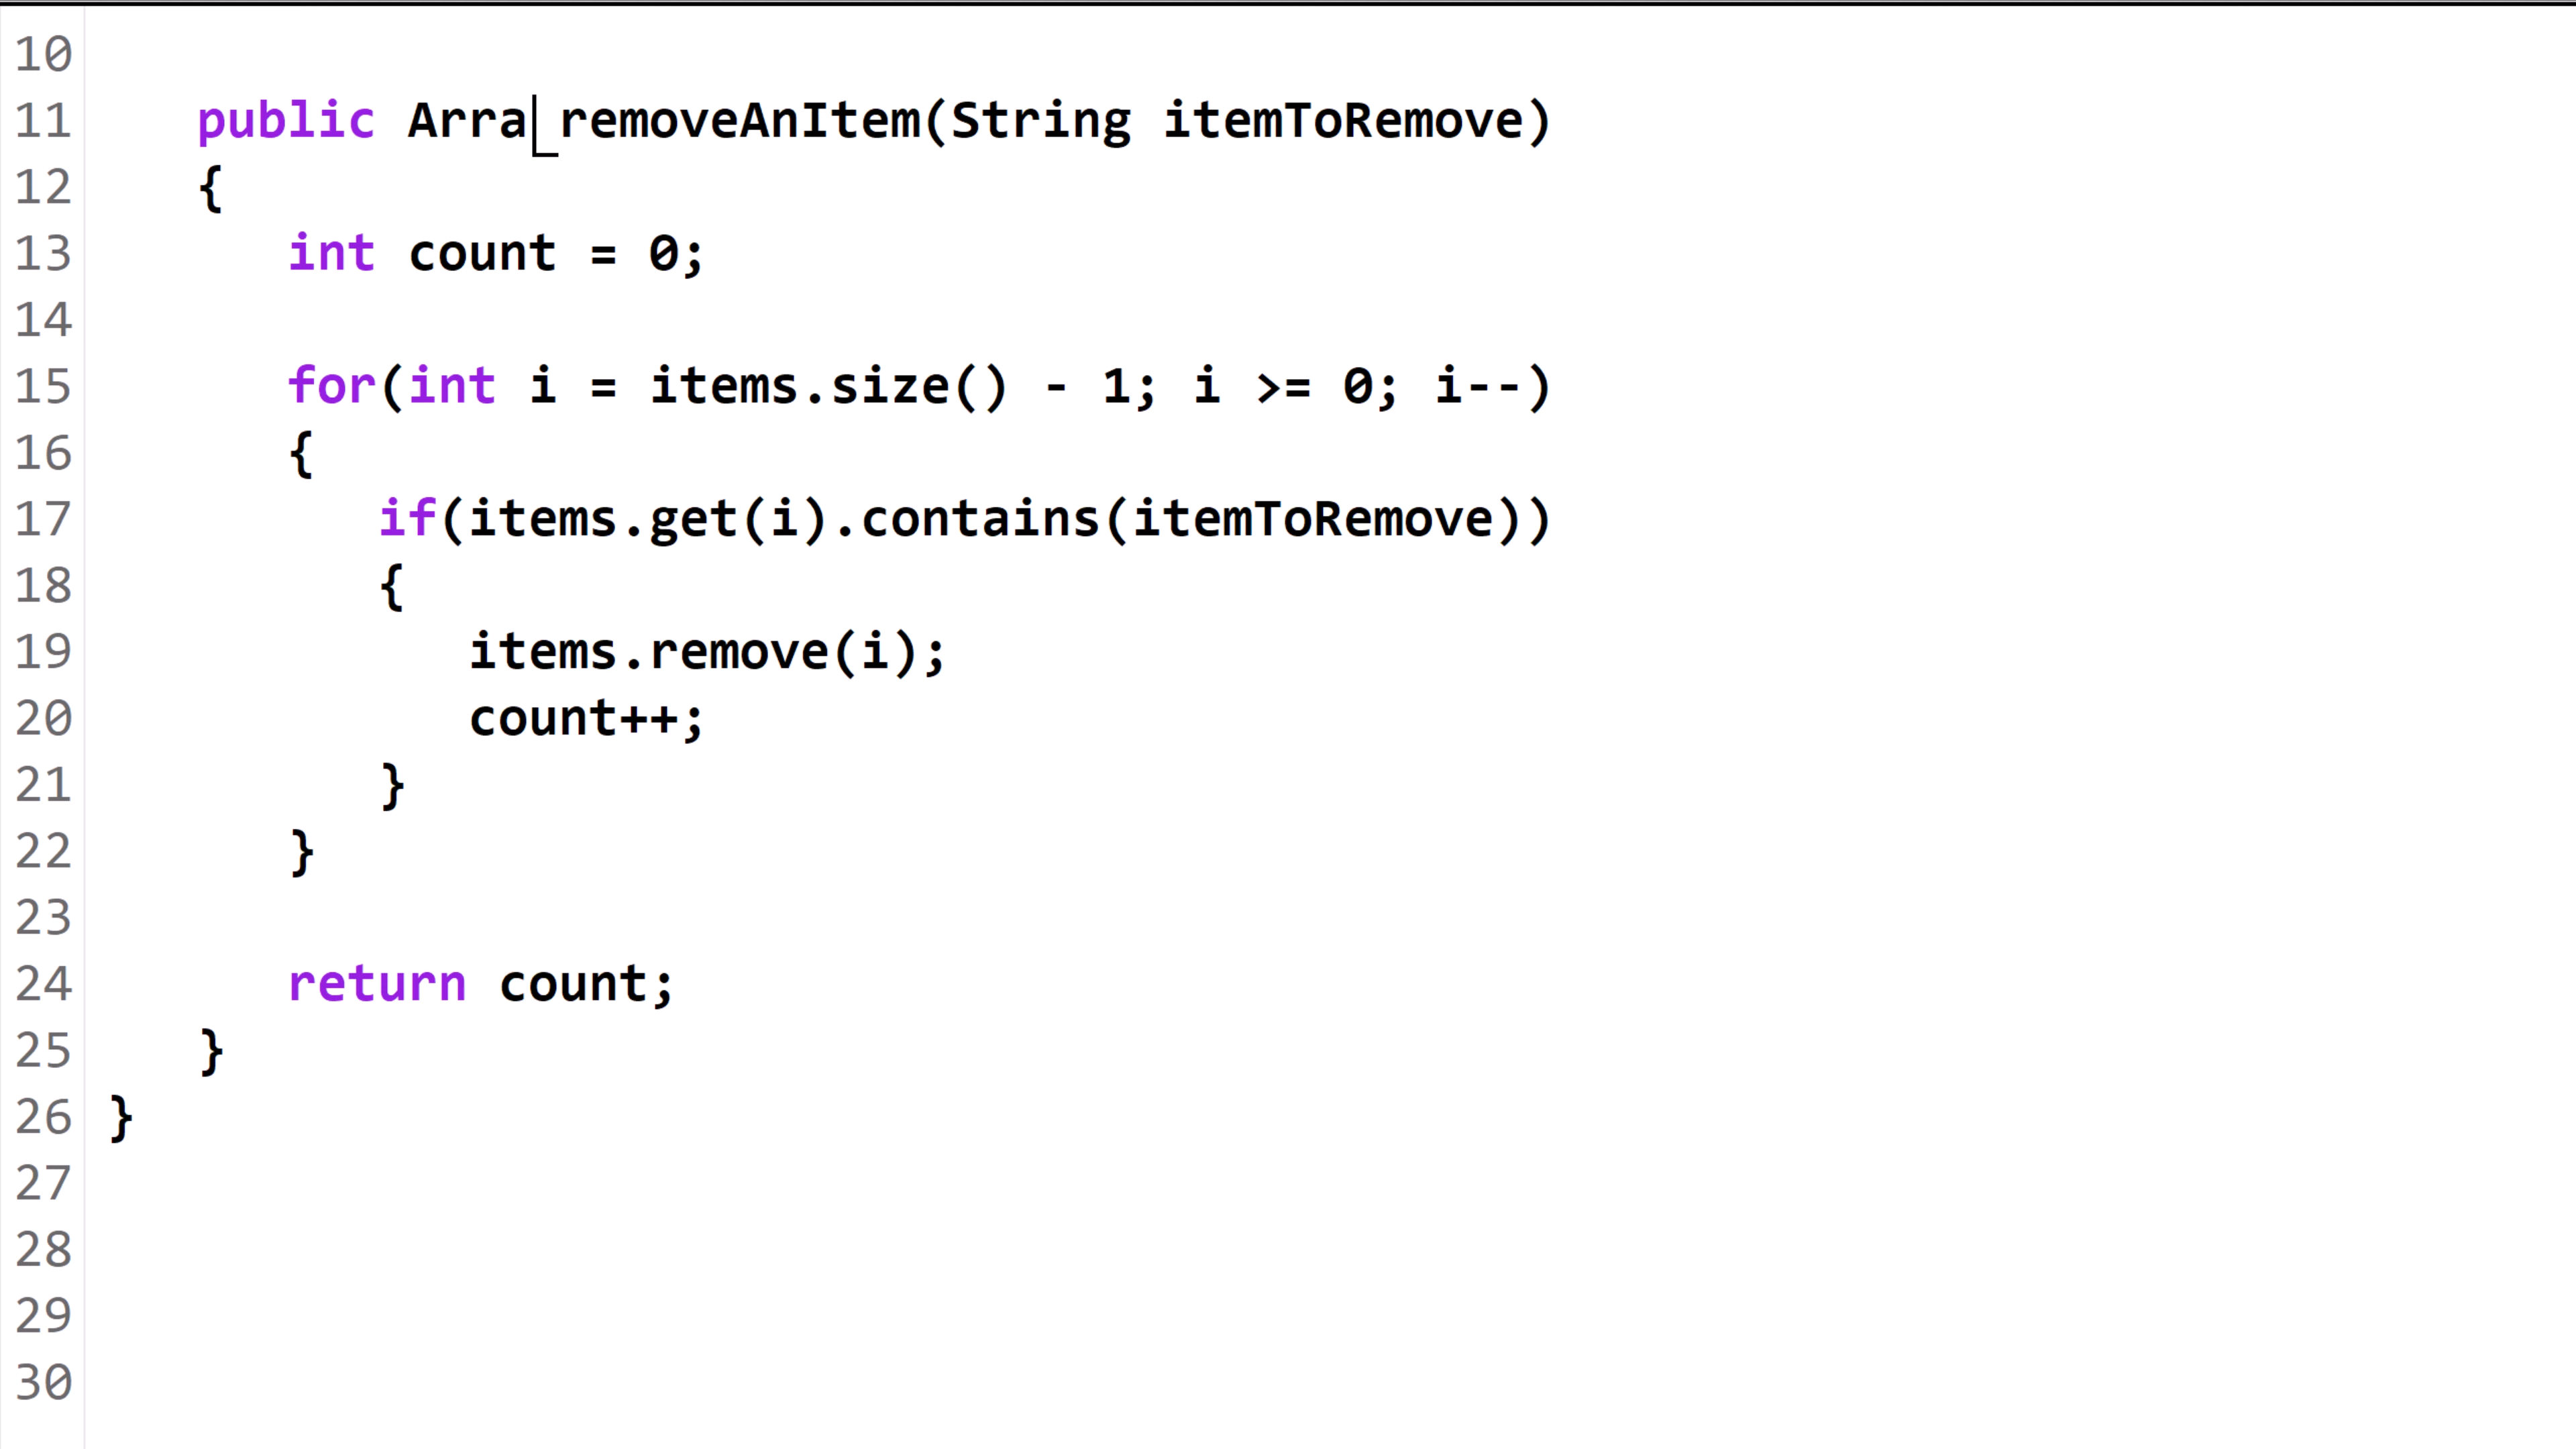 10
11 public Arra removeAnItem(String itemToRemove)
12 {
13 int count = 0;
14
15 for(int i = items.size() - 1; i >= 0; i--)
16 {
17 if(items.get(i).contains(itemToRemove))
18 {
19 items.remove(i);
20 count++;
21 }
22 }
23
24 return count;
25 }
26 }
27
28
29
30